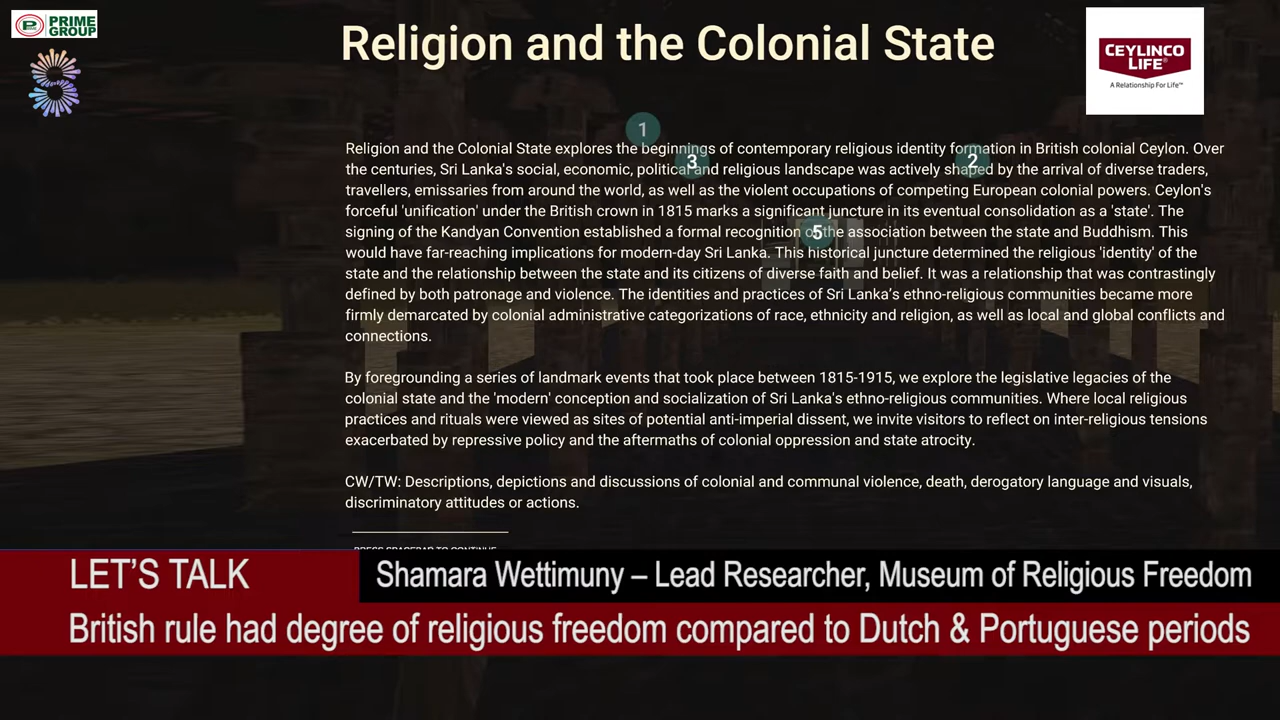 PRIME
GROUP
Religion and the Colonial State
CEYLINCO
LIFE®
A Relationship For Life™
1
3
2
5
Religion and the Colonial State explores the beginnings of contemporary religious identity formation in British colonial Ceylon. Over
the centuries, Sri Lanka's social, economic, political and religious landscape was actively shaped by the arrival of diverse traders,
travellers, emissaries from around the world, as well as the violent occupations of competing European colonial powers. Ceylon's
forceful 'unification' under the British crown in 1815 marks a significant juncture in its eventual consolidation as a 'state'. The
signing of the Kandyan Convention established a formal recognition of the association between the state and Buddhism. This
would have far-reaching implications for modern-day Sri Lanka. This historical juncture determined the religious 'identity' of the
state and the relationship between the state and its citizens of diverse faith and belief. It was a relationship that was contrastingly
defined by both patronage and violence. The identities and practices of Sri Lanka’s ethno-religious communities became more
firmly demarcated by colonial administrative categorizations of race, ethnicity and religion, as well as local and global conflicts and
connections.
By foregrounding a series of landmark events that took place between 1815-1915, we explore the legislative legacies of the
colonial state and the 'modern' conception and socialization of Sri Lanka's ethno-religious communities. Where local religious
practices and rituals were viewed as sites of potential anti-imperial dissent, we invite visitors to reflect on inter-religious tensions
exacerbated by repressive policy and the aftermaths of colonial oppression and state atrocity.
CW/TW: Descriptions, depictions and discussions of colonial and communal violence, death, derogatory language and visuals,
discriminatory attitudes or actions.
PRESS SPACEBAR TO CONTINUE
LET'S TALK
Shamara Wettimuny – Lead Researcher, Museum of Religious Freedom
British rule had degree of religious freedom compared to Dutch & Portuguese periods